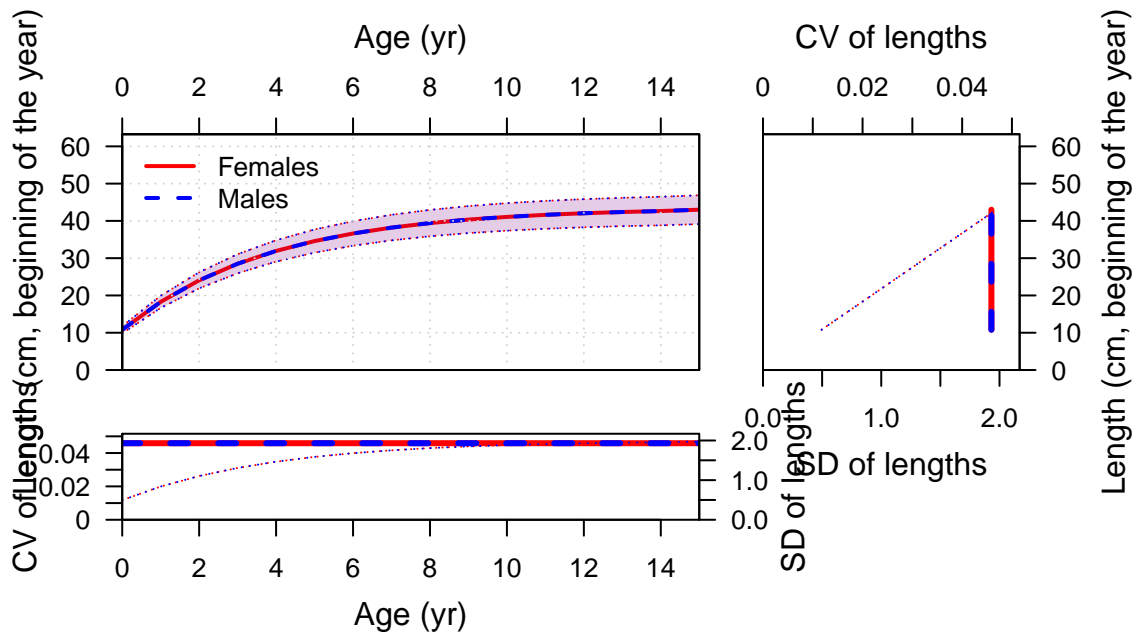 Age (yr)
CV of lengths
0 2 4 6 8 10 12 14
0 0.02 0.04
Length (cm, beginning of the year)
60
50
40
30
20
10
0
Females
Males
60
50
40
30
20
10
0
Length (cm, beginning of the year)
0.0 1.0 2.0
SD of lengths
CV of lengths
0.04
0.02
0
2.0
1.0
0.0
SD of lengths
0 2 4 6 8 10 12 14
Age (yr)